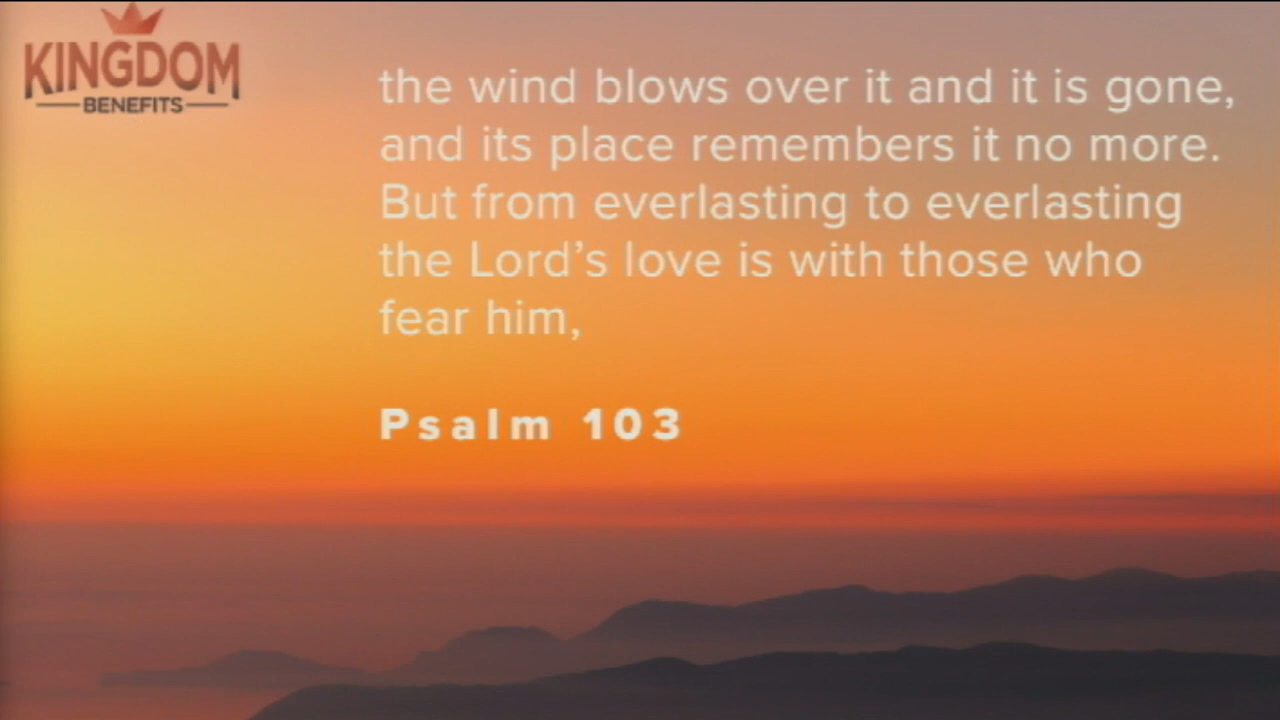 KINGDOM
BENEFITS
the wind blows over it and it is gone,
and its place remembers it no more.
But from everlasting to everlasting
the Lord’s love is with those who
fear him,
Psalm 103